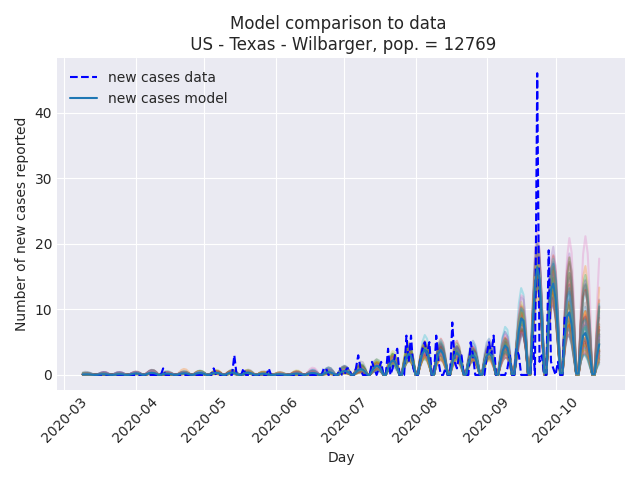 Model comparison to data
US - Texas - Wilbarger, pop. = 12769
new cases data
new cases model
Number of new cases reported
40
30
20
10
0
2020-03
2020-04
2020-05
2020-06
2020-07
2020-08
2020-09
2020-10
Day